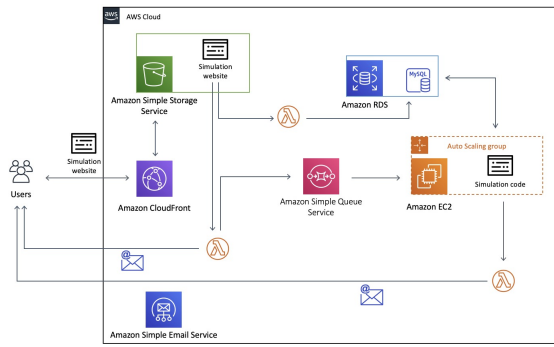 aws
AWS Cloud
Simulation
website
Amazon Simple Storage
Service
MySQL
Amazon RDS
Simulation
website
Users
Amazon CloudFront
Amazon Simple Queue
Service
Auto Scaling group
Simulation code
Amazon EC2
@
@
Amazon Simple Email Service